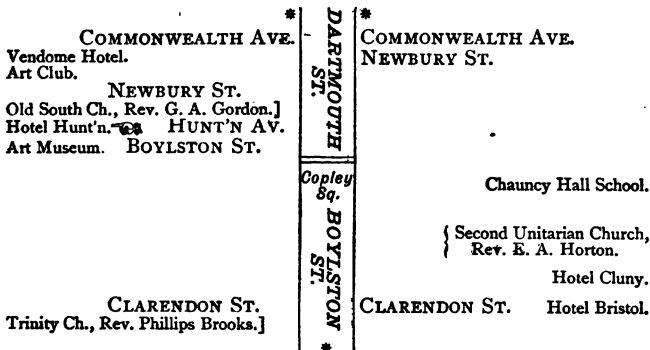 * *
COMMONWEALTH AVE.
Vendome Hotel.
Art Club.
NEWBURY ST.
Old South Ch., Rev. G. A. Gordon.]
Hotel Hunt'n. HUNT'N AV.
Art Museum. BOYLSTON ST.
CLARENDON ST.
Trinity Ch., Rev. Phillips Brooks.]
DARTMOUTH ST.
Copley Sq.
BOYLSTON ST.
*
COMMONWEALTH AVE.
NEWBURY ST.
Chauncy Hall School.
{ Second Unitarian Church,
Rev. E. A. Horton.
Hotel Cluny.
CLARENDON ST. Hotel Bristol.